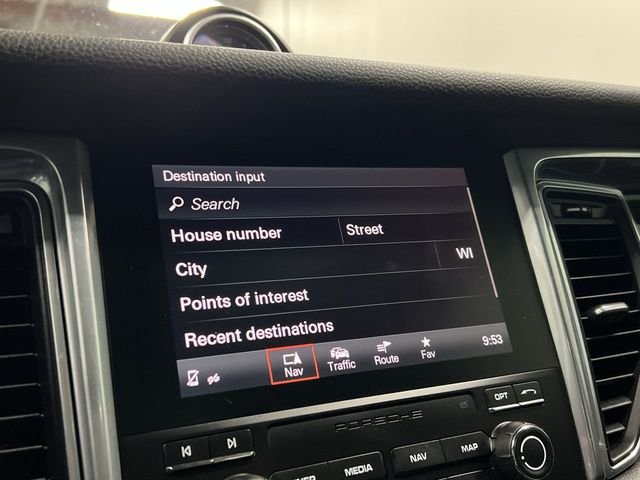 Destination input
Search
House number Street
City WI
Points of interest
Recent destinations
Nav Traffic Route Fav 9:53
OPT
PORSCHE
MEDIA NAV MAP